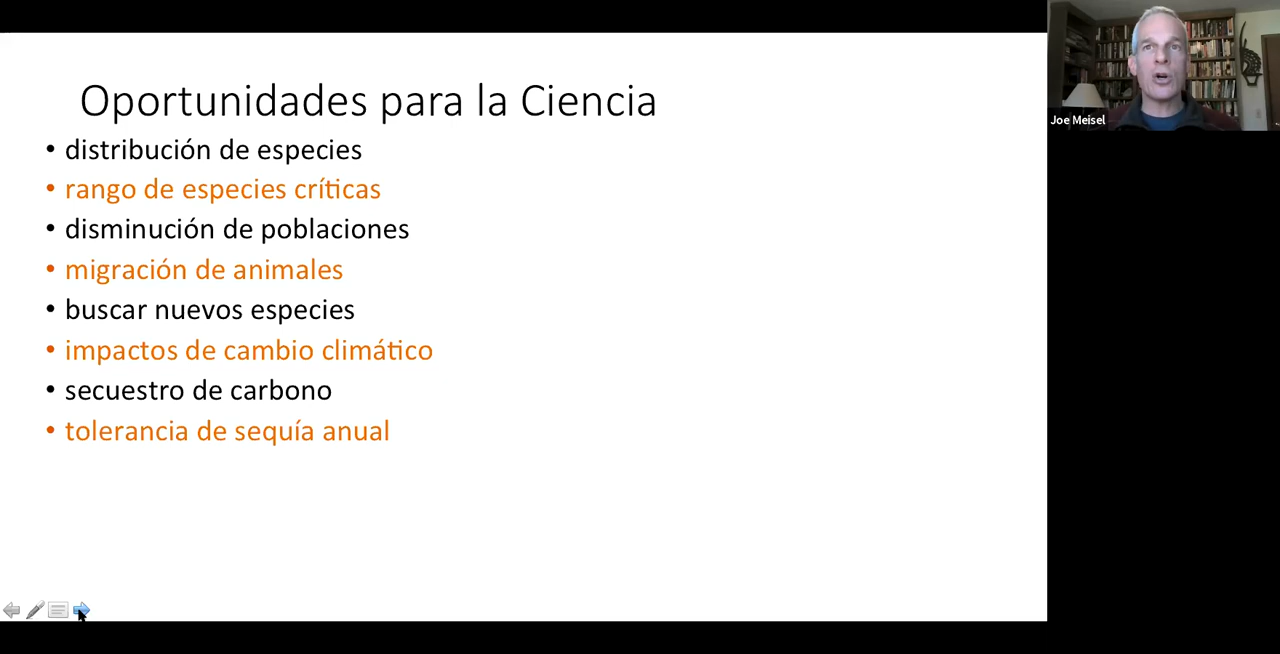 Oportunidades para la Ciencia
• distribución de especies
• rango de especies críticas
• disminución de poblaciones
• migración de animales
• buscar nuevos especies
• impactos de cambio climático
• secuestro de carbono
• tolerancia de sequía anual
Joe Meisel